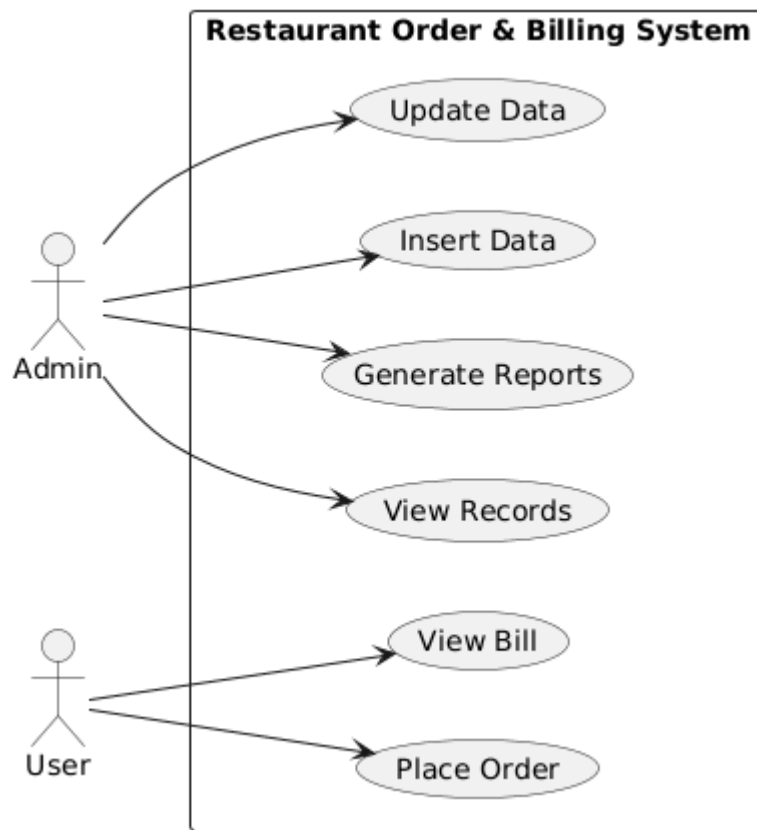 Restaurant Order & Billing System
Update Data
Insert Data
Generate Reports
Admin
View Records
View Bill
Place Order
User